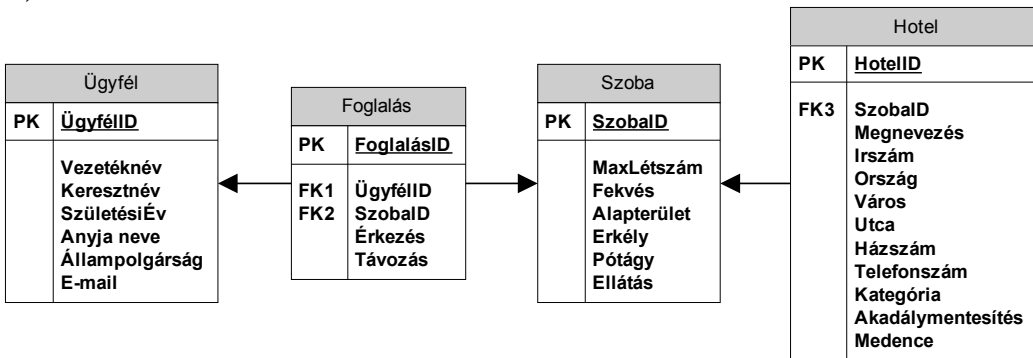 Ügyfél
PK ÜgyfélID
Vezetéknév
Keresztnév
SzületésiÉv
Anyja neve
Állampolgárság
E-mail
Foglalás
PK FoglalásID
FK1 ÜgyfélID
FK2 SzobaID
Érkezés
Távozás
Szoba
PK SzobaID
MaxLétszám
Fekvés
Alapterület
Erkély
Pótágy
Ellátás
Hotel
PK HotelID
FK3 SzobaID
Megnevezés
Irszám
Ország
Város
Utca
Házszám
Telefonszám
Kategória
Akadálymentesítés
Medence